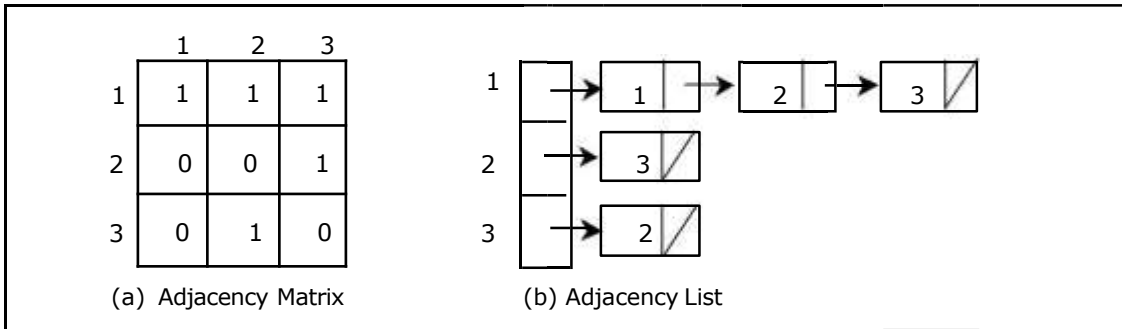 1 2 3
1 1 1 1
2 0 0 1
3 0 1 0
(a) Adjacency Matrix
1 1 2 3
2 3
3 2
(b) Adjacency List